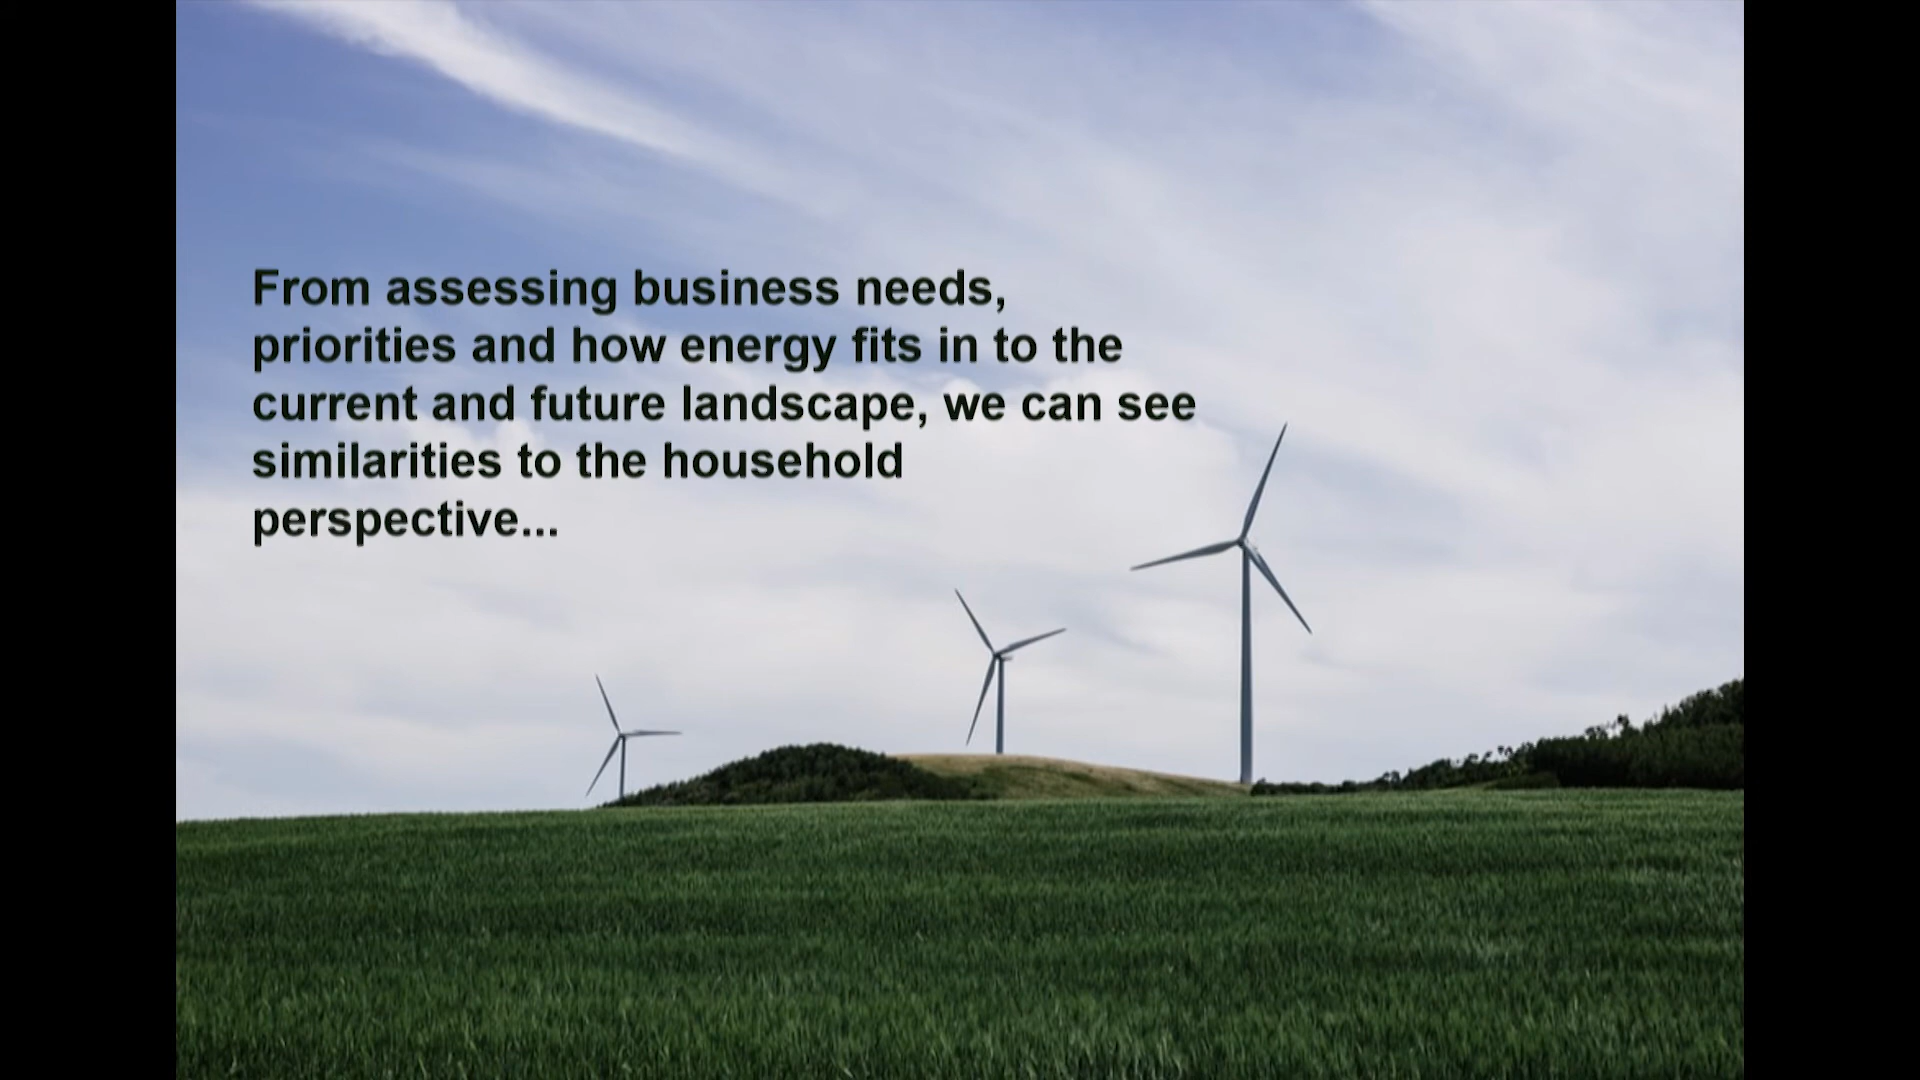 From assessing business needs,
priorities and how energy fits in to the
current and future landscape, we can see
similarities to the household
perspective...